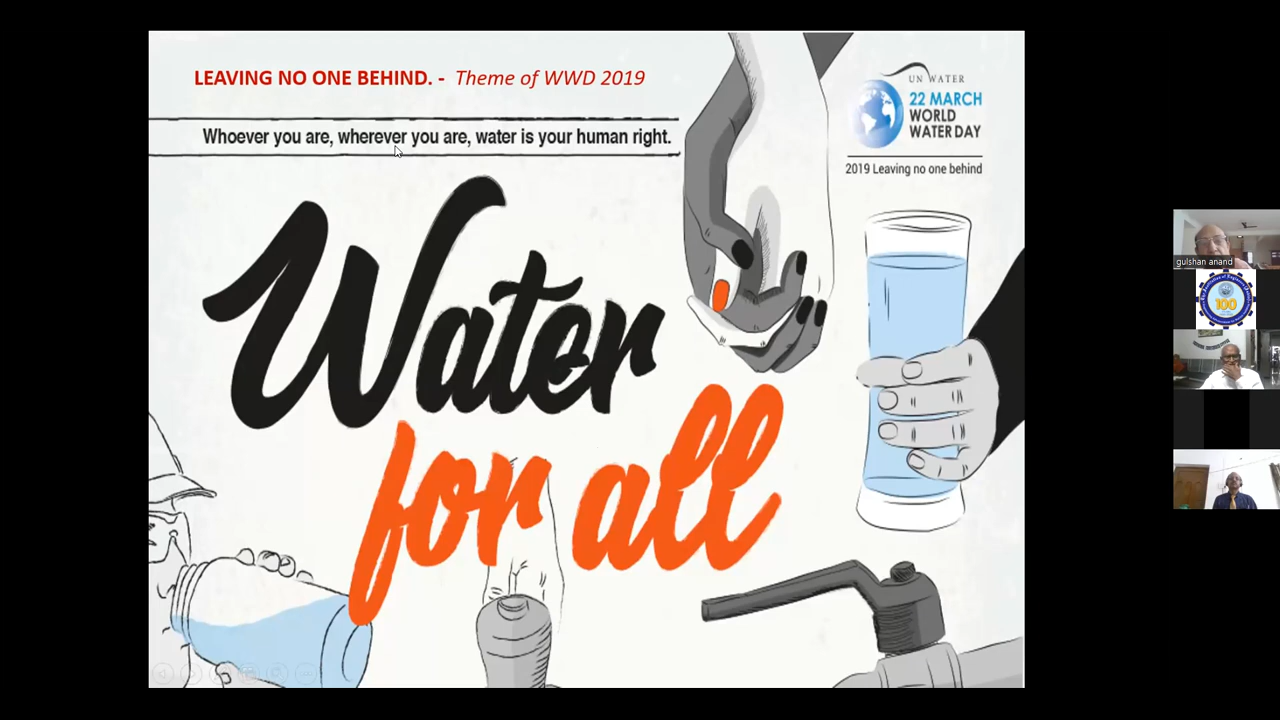 LEAVING NO ONE BEHIND. - Theme of WWD 2019
Whoever you are, wherever you are, water is your human right.
UN WATER
22 MARCH
WORLD
WATER DAY
2019 Leaving no one behind
Water
for all
gulshan anand
100